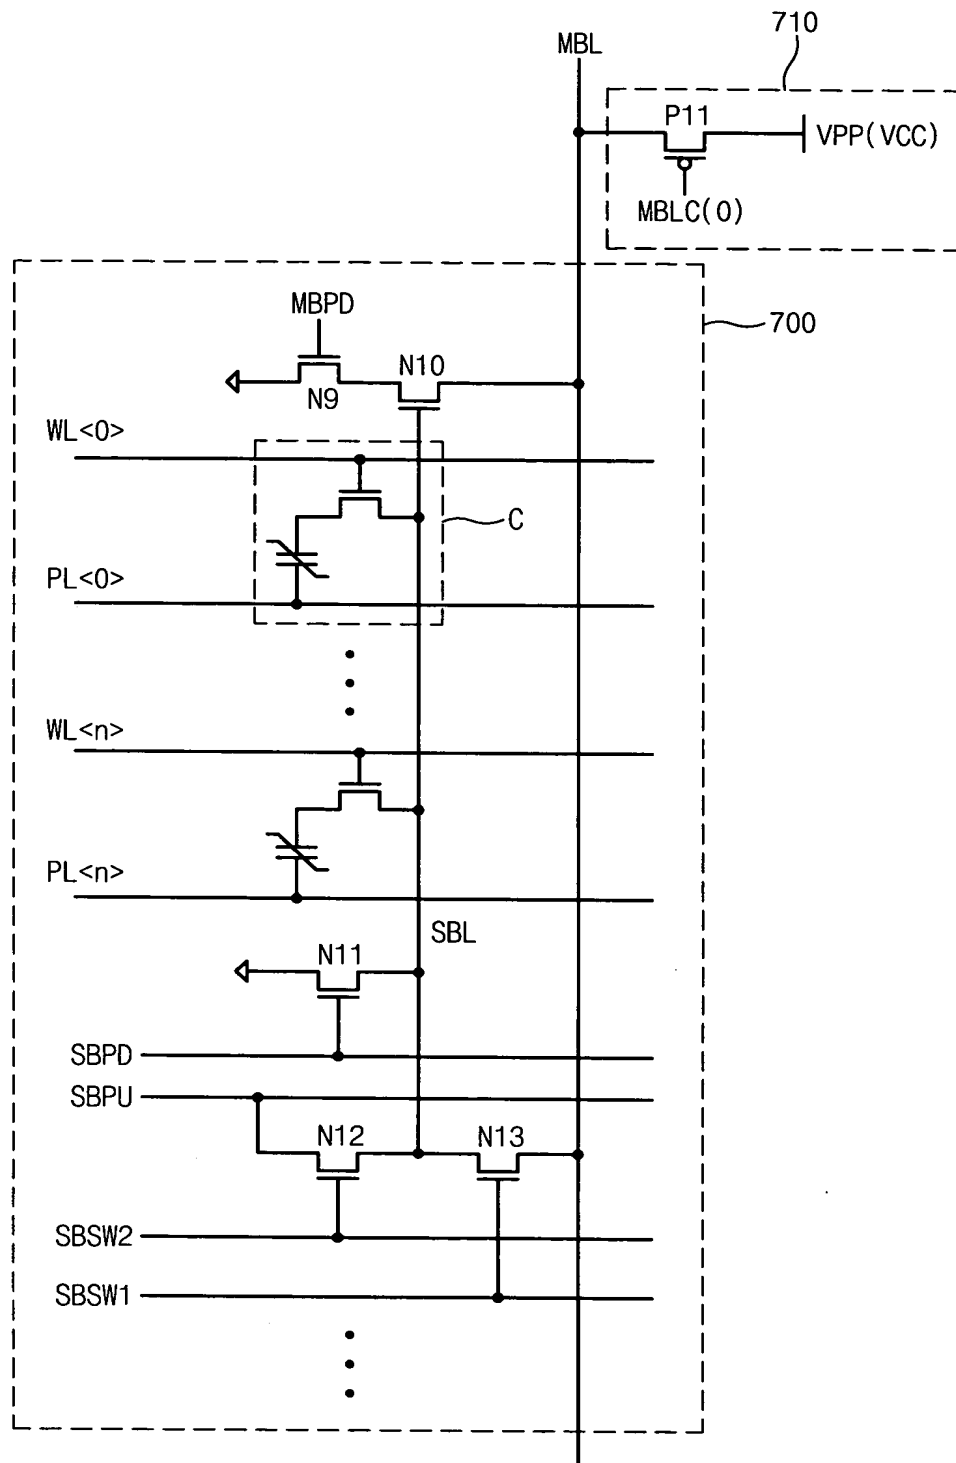 710
MBL
P11
VPP(VCC)
MBLC(0)
MBPD
700
N10
N9
WL<0>
C
PL<0>
WL<n>
PL<n>
SBL
N11
SBPD
SBPU
N12
N13
SBSW2
SBSW1